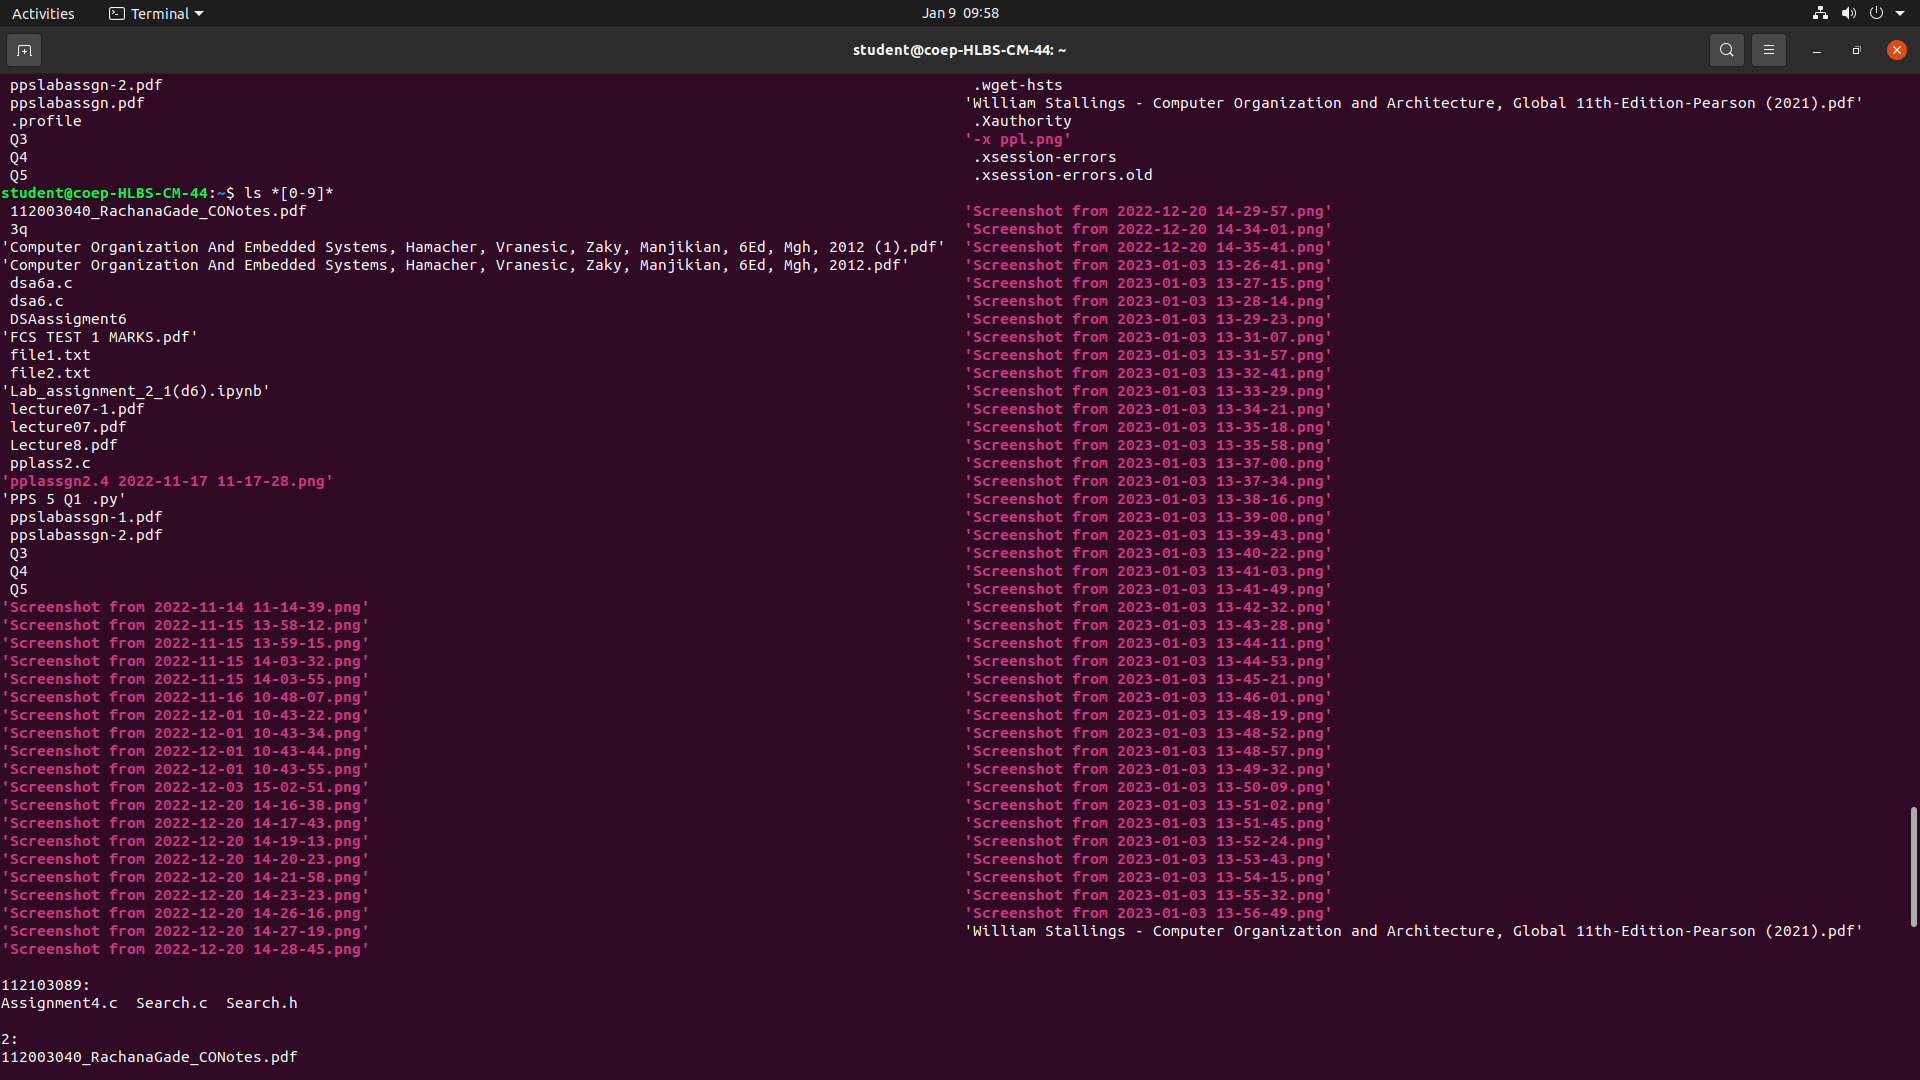 Activities
Terminal
Jan 9 09:58
student@coep-HLBS-CM-44: ~
ppslabassgn-2.pdf
ppslabassgn.pdf
.profile
Q3
Q4
Q5
.wget-hsts
'William Stallings - Computer Organization and Architecture, Global 11th-Edition-Pearson (2021).pdf'
.Xauthority
'-x ppl.png'
.xsession-errors
.xsession-errors.old
student@coep-HLBS-CM-44:~$ ls *[0-9]*
112003040_RachanaGade_CONotes.pdf
3q
'Computer Organization And Embedded Systems, Hamacher, Vranesic, Zaky, Manjikian, 6Ed, Mgh, 2012 (1).pdf'
'Computer Organization And Embedded Systems, Hamacher, Vranesic, Zaky, Manjikian, 6Ed, Mgh, 2012.pdf'
dsa6a.c
dsa6.c
DSAassigment6
'FCS TEST 1 MARKS.pdf'
file1.txt
file2.txt
'Lab_assignment_2_1(d6).ipynb'
lecture07-1.pdf
lecture07.pdf
Lecture8.pdf
pplass2.c
'pplassgn2.4 2022-11-17 11-17-28.png'
'PPS 5 Q1 .py'
ppslabassgn-1.pdf
ppslabassgn-2.pdf
Q3
Q4
Q5
'Screenshot from 2022-11-14 11-14-39.png'
'Screenshot from 2022-11-15 13-58-12.png'
'Screenshot from 2022-11-15 13-59-15.png'
'Screenshot from 2022-11-15 14-03-32.png'
'Screenshot from 2022-11-15 14-03-55.png'
'Screenshot from 2022-11-16 10-48-07.png'
'Screenshot from 2022-12-01 10-43-22.png'
'Screenshot from 2022-12-01 10-43-34.png'
'Screenshot from 2022-12-01 10-43-44.png'
'Screenshot from 2022-12-01 10-43-55.png'
'Screenshot from 2022-12-03 15-02-51.png'
'Screenshot from 2022-12-20 14-16-38.png'
'Screenshot from 2022-12-20 14-17-43.png'
'Screenshot from 2022-12-20 14-19-13.png'
'Screenshot from 2022-12-20 14-20-23.png'
'Screenshot from 2022-12-20 14-21-58.png'
'Screenshot from 2022-12-20 14-23-23.png'
'Screenshot from 2022-12-20 14-26-16.png'
'Screenshot from 2022-12-20 14-27-19.png'
'Screenshot from 2022-12-20 14-28-45.png'
'Screenshot from 2022-12-20 14-29-57.png'
'Screenshot from 2022-12-20 14-34-01.png'
'Screenshot from 2022-12-20 14-35-41.png'
'Screenshot from 2023-01-03 13-26-41.png'
'Screenshot from 2023-01-03 13-27-15.png'
'Screenshot from 2023-01-03 13-28-14.png'
'Screenshot from 2023-01-03 13-29-23.png'
'Screenshot from 2023-01-03 13-31-07.png'
'Screenshot from 2023-01-03 13-31-57.png'
'Screenshot from 2023-01-03 13-32-41.png'
'Screenshot from 2023-01-03 13-33-29.png'
'Screenshot from 2023-01-03 13-34-21.png'
'Screenshot from 2023-01-03 13-35-18.png'
'Screenshot from 2023-01-03 13-35-58.png'
'Screenshot from 2023-01-03 13-37-00.png'
'Screenshot from 2023-01-03 13-37-34.png'
'Screenshot from 2023-01-03 13-38-16.png'
'Screenshot from 2023-01-03 13-39-00.png'
'Screenshot from 2023-01-03 13-39-43.png'
'Screenshot from 2023-01-03 13-40-22.png'
'Screenshot from 2023-01-03 13-41-03.png'
'Screenshot from 2023-01-03 13-41-49.png'
'Screenshot from 2023-01-03 13-42-32.png'
'Screenshot from 2023-01-03 13-43-28.png'
'Screenshot from 2023-01-03 13-44-11.png'
'Screenshot from 2023-01-03 13-44-53.png'
'Screenshot from 2023-01-03 13-45-21.png'
'Screenshot from 2023-01-03 13-46-01.png'
'Screenshot from 2023-01-03 13-48-19.png'
'Screenshot from 2023-01-03 13-48-52.png'
'Screenshot from 2023-01-03 13-48-57.png'
'Screenshot from 2023-01-03 13-49-32.png'
'Screenshot from 2023-01-03 13-50-09.png'
'Screenshot from 2023-01-03 13-51-02.png'
'Screenshot from 2023-01-03 13-51-45.png'
'Screenshot from 2023-01-03 13-52-24.png'
'Screenshot from 2023-01-03 13-53-43.png'
'Screenshot from 2023-01-03 13-54-15.png'
'Screenshot from 2023-01-03 13-55-32.png'
'Screenshot from 2023-01-03 13-56-49.png'
'William Stallings - Computer Organization and Architecture, Global 11th-Edition-Pearson (2021).pdf'
112103089:
Assignment4.c Search.c Search.h
2:
112003040_RachanaGade_CONotes.pdf